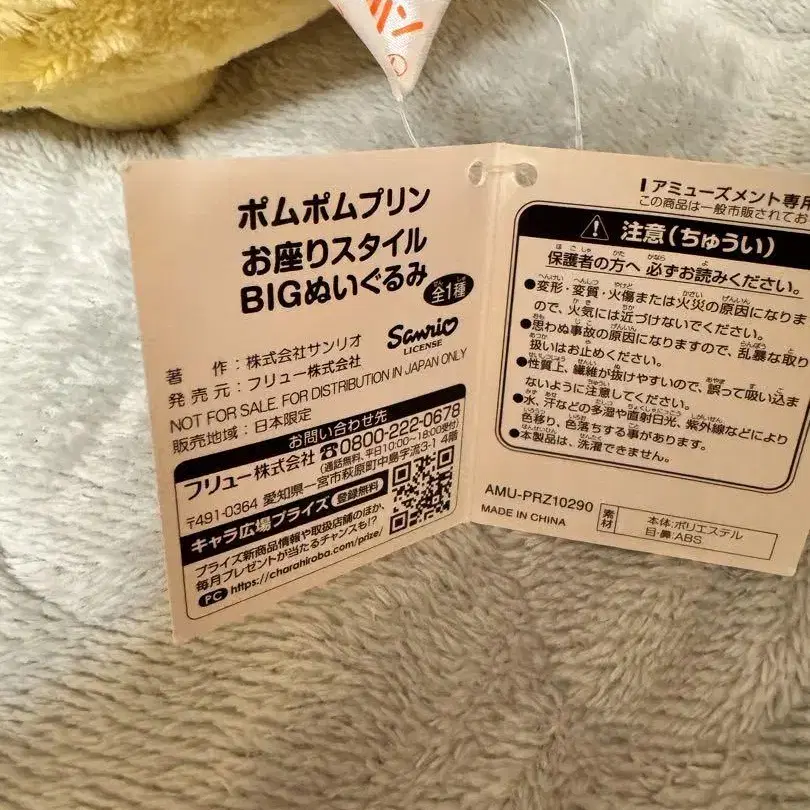 リン
ポムポムプリン
お座りスタイル
BIGぬいぐるみ 全1種
Sanrio
LICENSE
著作:株式会社サンリオ
発売元:フリュー株式会社
NOT FOR SALE. FOR DISTRIBUTION IN JAPAN ONLY
販売地域:日本限定
お問い合わせ先
フリュー株式会社 ☎0800-222-0678
(通話無料、平日10:00〜18:00受付)
〒491-0364 愛知県一宮市萩原町中島字流3-1 4階
キャラ広場プライズ 登録無料
プライズ新商品情報や取扱店舗のほか、
毎月プレゼントが当たるチャンスも!?
PC https://charahiroba.com/prize/
アミューズメント専用
この商品は一般市販されてお
注意(ちゅうい)
保護者の方へ 必ずお読みください。
●変形・変質・火傷または火災の原因になりま
ので、火気には近づけないでください。
●思わぬ事故の原因になりますので、乱暴な取り
扱いはお止めください。
●性質上、繊維が抜けやすいので、誤って吸い込ま
ないように注意してください。
●水、汗などの多湿や直射日光、紫外線などにより
色移り、色落ちする事があります。
●本製品は、洗濯できません。
AMU-PRZ10290
MADE IN CHINA
素材
本体:ポリエステル
目・鼻:ABS